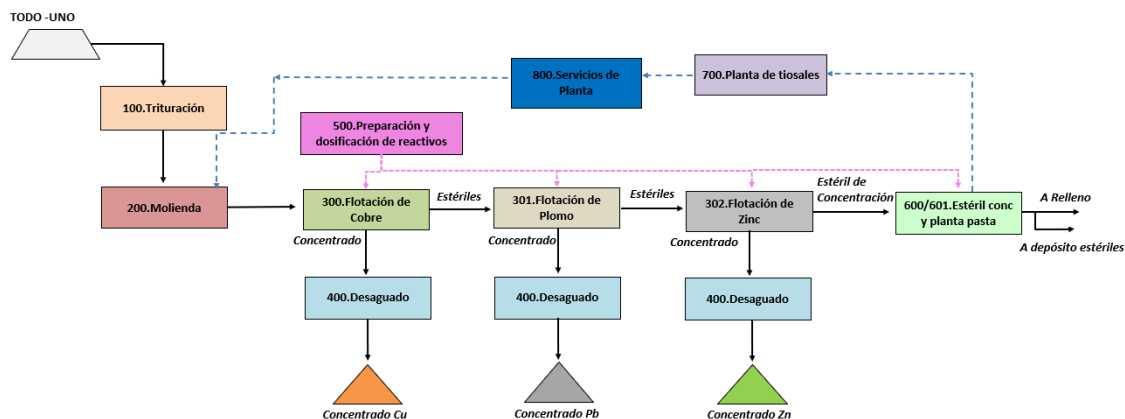 TODO -UNO
800.Servicios de
Planta
700.Planta de tiosales
100.Trituración
500.Preparación y
dosificación de reactivos
200.Molienda
300.Flotación de
Cobre
Estériles
301.Flotación de
Plomo
Estériles
302.Flotación de
Zinc
Estéril de
Concentración
600/601.Estéril conc
y planta pasta
A Relleno
A depósito estériles
Concentrado
Concentrado
Concentrado
400.Desaguado
400.Desaguado
400.Desaguado
Concentrado Cu
Concentrado Pb
Concentrado Zn